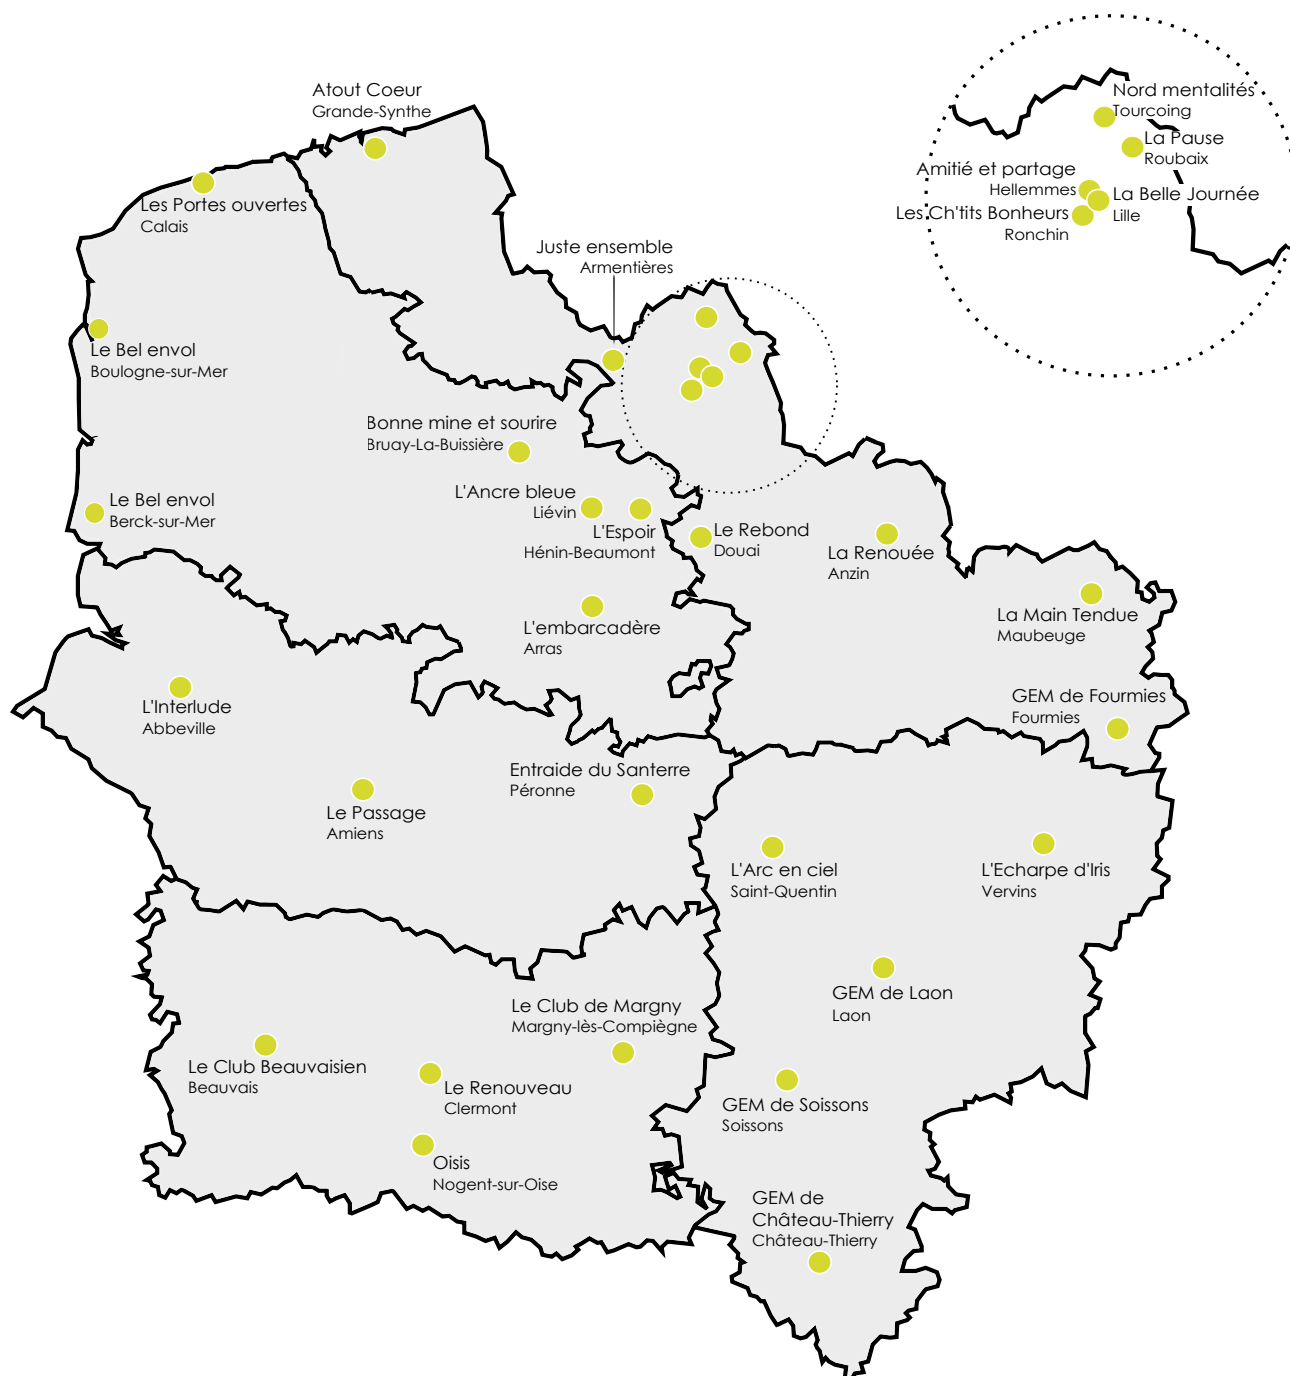 Atout Coeur
Grande-Synthe
Nord mentalités
Tourcoing
La Pause
Roubaix
Amitié et partage
Hellemmes
La Belle Journée
Lille
Les Ch'tits Bonheurs
Ronchin
Les Portes ouvertes
Calais
Juste ensemble
Armentières
Le Bel envol
Boulogne-sur-Mer
Bonne mine et sourire
Bruay-La-Buissière
Le Bel envol
Berck-sur-Mer
L'Ancre bleue
Liévin
L'Espoir
Hénin-Beaumont
Le Rebond
Douai
La Renouée
Anzin
La Main Tendue
Maubeuge
L'embarcadère
Arras
L'Interlude
Abbeville
GEM de Fourmies
Fourmies
Entraide du Santerre
Péronne
Le Passage
Amiens
L'Arc en ciel
Saint-Quentin
L'Echarpe d'Iris
Vervins
GEM de Laon
Laon
Le Club de Margny
Margny-lès-Compiègne
Le Club Beauvaisien
Beauvais
Le Renouveau
Clermont
GEM de Soissons
Soissons
Oisis
Nogent-sur-Oise
GEM de
Château-Thierry
Château-Thierry